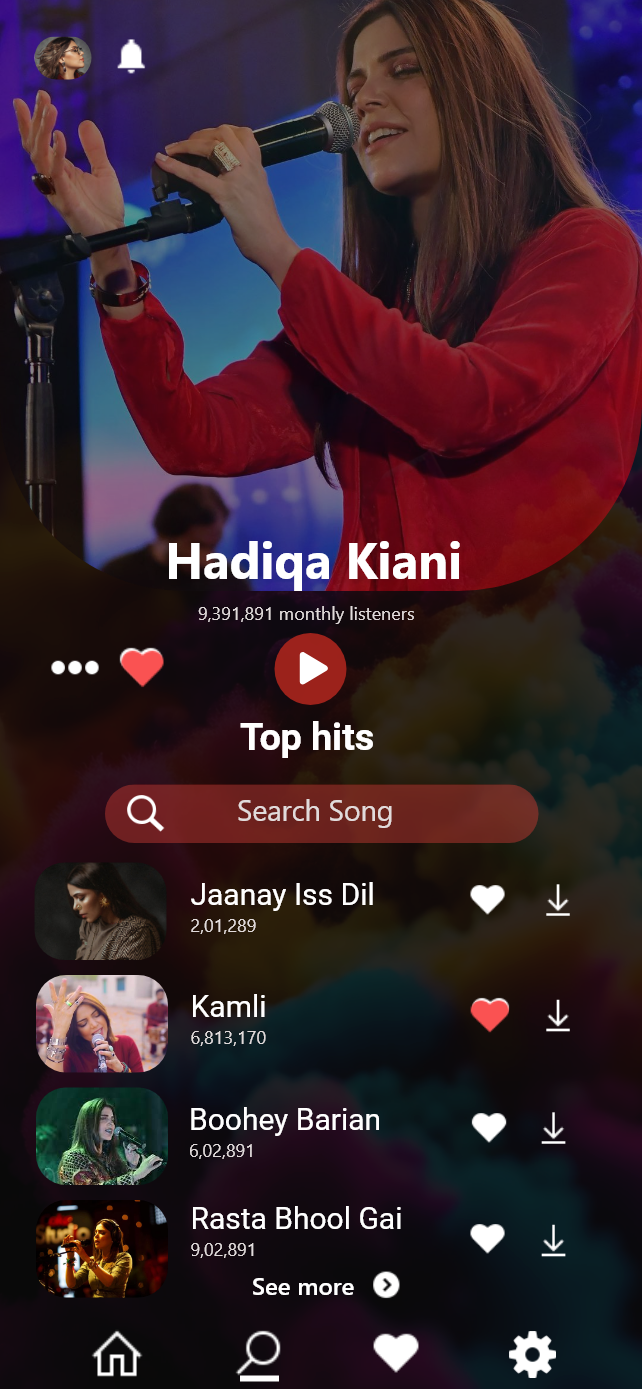 Hadiqa Kiani
9,391,891 monthly listeners
Top hits
Search Song
Jaanay Iss Dil
2,01,289
Kamli
6,813,170
Boohey Barian
6,02,891
Rasta Bhool Gai
9,02,891
See more